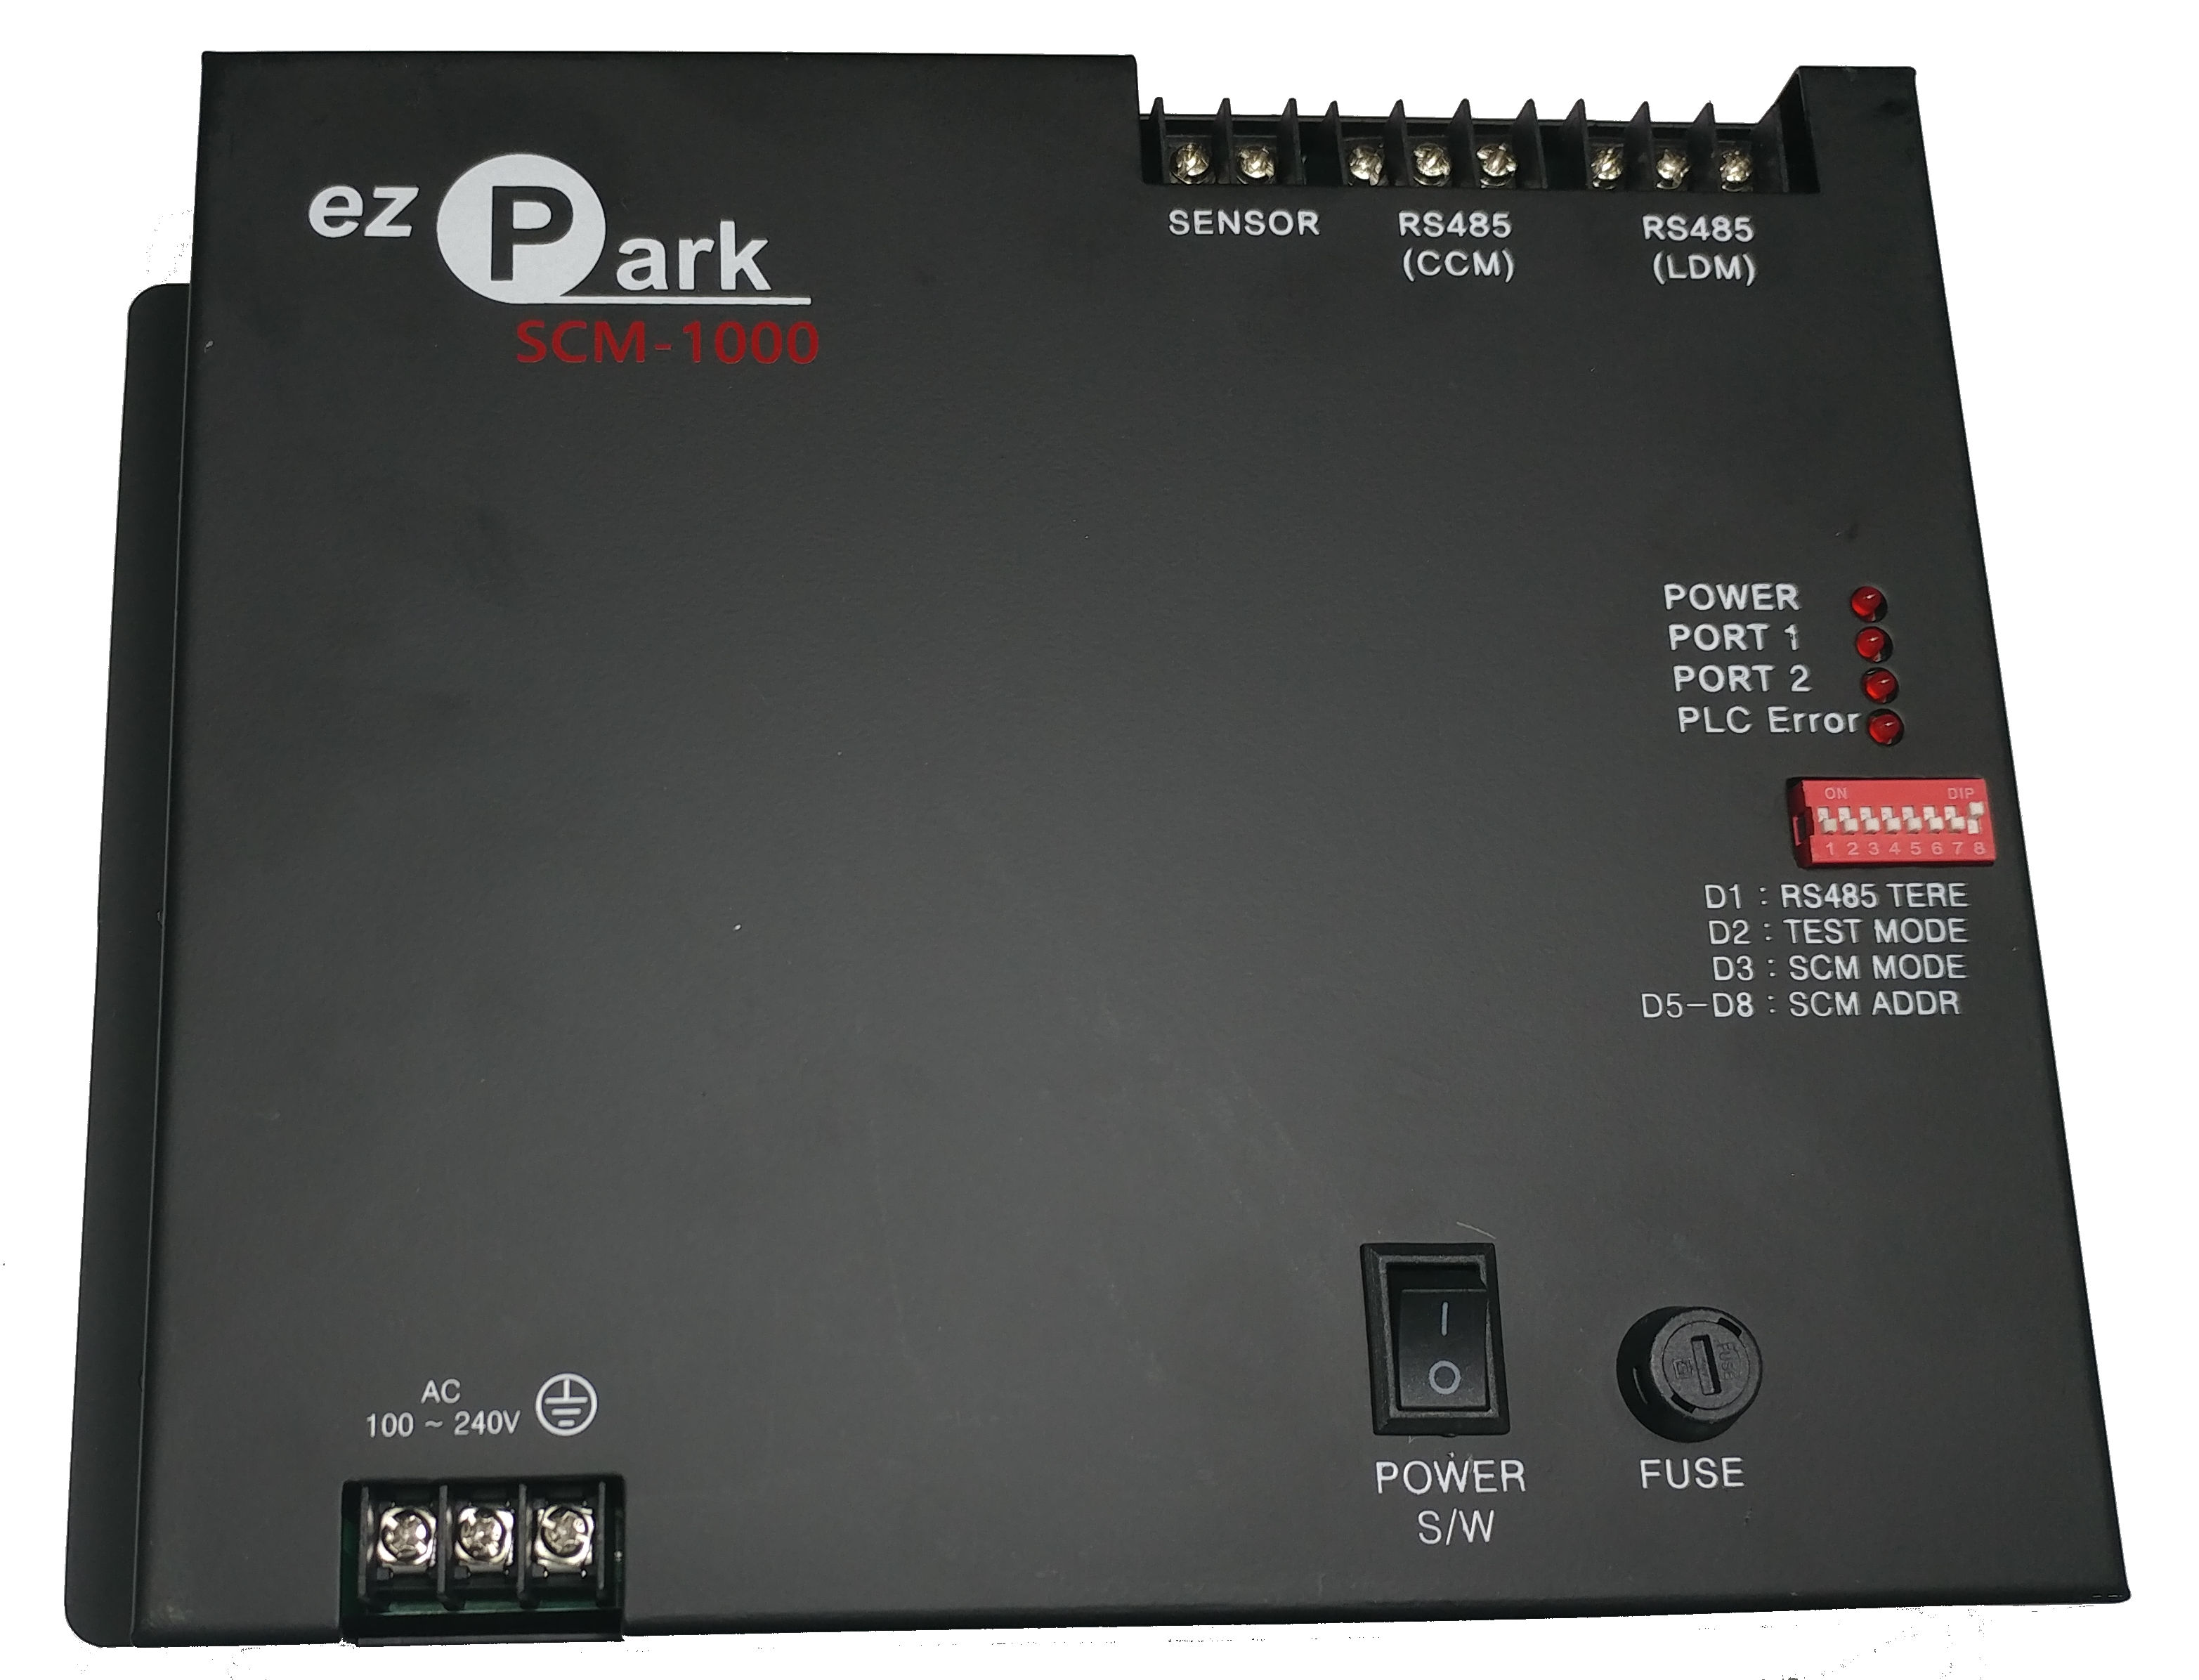 ez Park
SCM-1000
SENSOR
RS485
(CCM)
RS485
(LDM)
POWER
PORT 1
PORT 2
PLC Error
ON DIP
1 2 3 4 5 6 7 8
D1 : RS485 TERE
D2 : TEST MODE
D3 : SCM MODE
D5-D8 : SCM ADDR
AC
100 ~ 240V
I
O
FUSE
POWER
S/W
FUSE